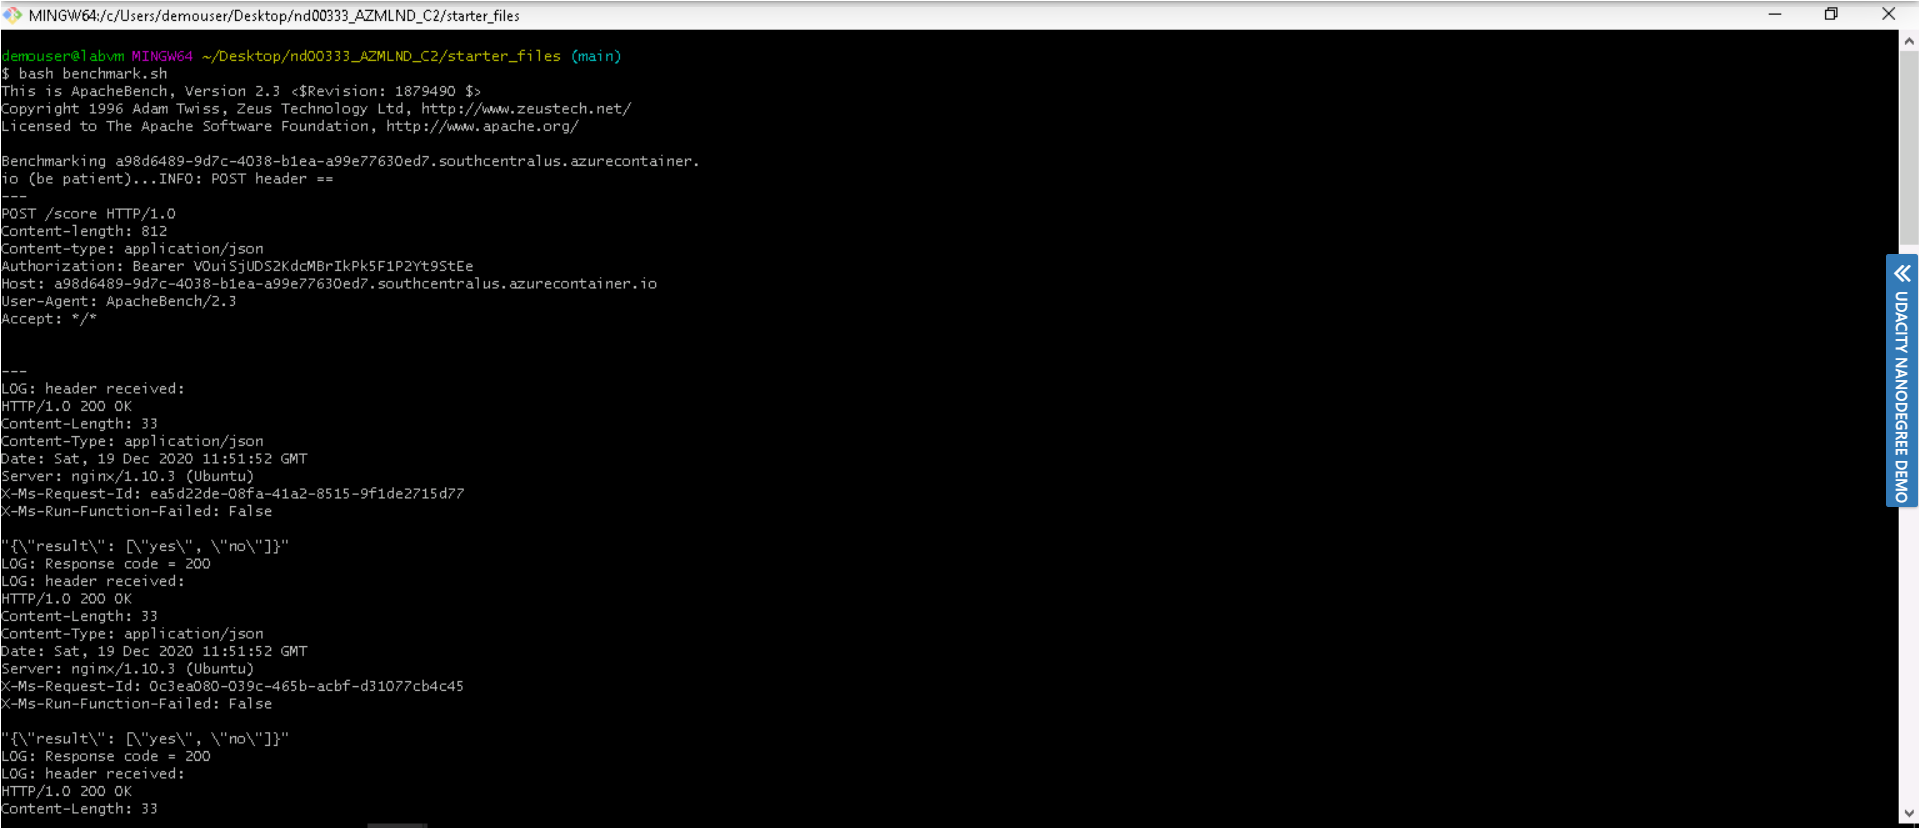 MINGW64:/c/Users/demouser/Desktop/nd00333_AZMLND_C2/starter_files
demouser@labvm MINGW64 ~/Desktop/nd00333_AZMLND_C2/starter_files (main)
$ bash benchmark.sh
This is ApacheBench, Version 2.3 <$Revision: 1879490 $>
Copyright 1996 Adam Twiss, Zeus Technology Ltd, http://www.zeustech.net/
Licensed to The Apache Software Foundation, http://www.apache.org/
Benchmarking a98d6489-9d7c-4038-b1ea-a99e77630ed7.southcentralus.azurecontainer.
io (be patient)...INFO: POST header ==
---
POST /score HTTP/1.0
Content-length: 812
Content-type: application/json
Authorization: Bearer VOuiSjUDS2KdcMBrIkPk5F1P2Yt9StEe
Host: a98d6489-9d7c-4038-b1ea-a99e77630ed7.southcentralus.azurecontainer.io
User-Agent: ApacheBench/2.3
Accept: */*
---
LOG: header received:
HTTP/1.0 200 OK
Content-Length: 33
Content-Type: application/json
Date: Sat, 19 Dec 2020 11:51:52 GMT
Server: nginx/1.10.3 (Ubuntu)
X-Ms-Request-Id: ea5d22de-08fa-41a2-8515-9f1de2715d77
X-Ms-Run-Function-Failed: False
"{\"result\": [\"yes\", \"no\"]}"
LOG: Response code = 200
LOG: header received:
HTTP/1.0 200 OK
Content-Length: 33
Content-Type: application/json
Date: Sat, 19 Dec 2020 11:51:52 GMT
Server: nginx/1.10.3 (Ubuntu)
X-Ms-Request-Id: 0c3ea080-039c-465b-acbf-d31077cb4c45
X-Ms-Run-Function-Failed: False
"{\"result\": [\"yes\", \"no\"]}"
LOG: Response code = 200
LOG: header received:
HTTP/1.0 200 OK
Content-Length: 33
UDACITY NANODEGREE DEMO